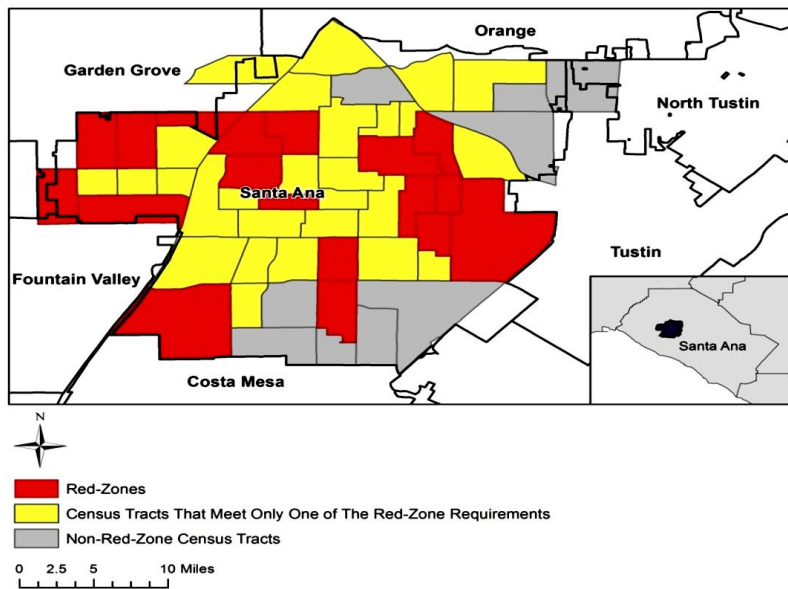 Orange
Garden Grove
North Tustin
Santa Ana
Tustin
Fountain Valley
Santa Ana
Costa Mesa
N
Red-Zones
Census Tracts That Meet Only One of The Red-Zone Requirements
Non-Red-Zone Census Tracts
0 2.5 5 10 Miles